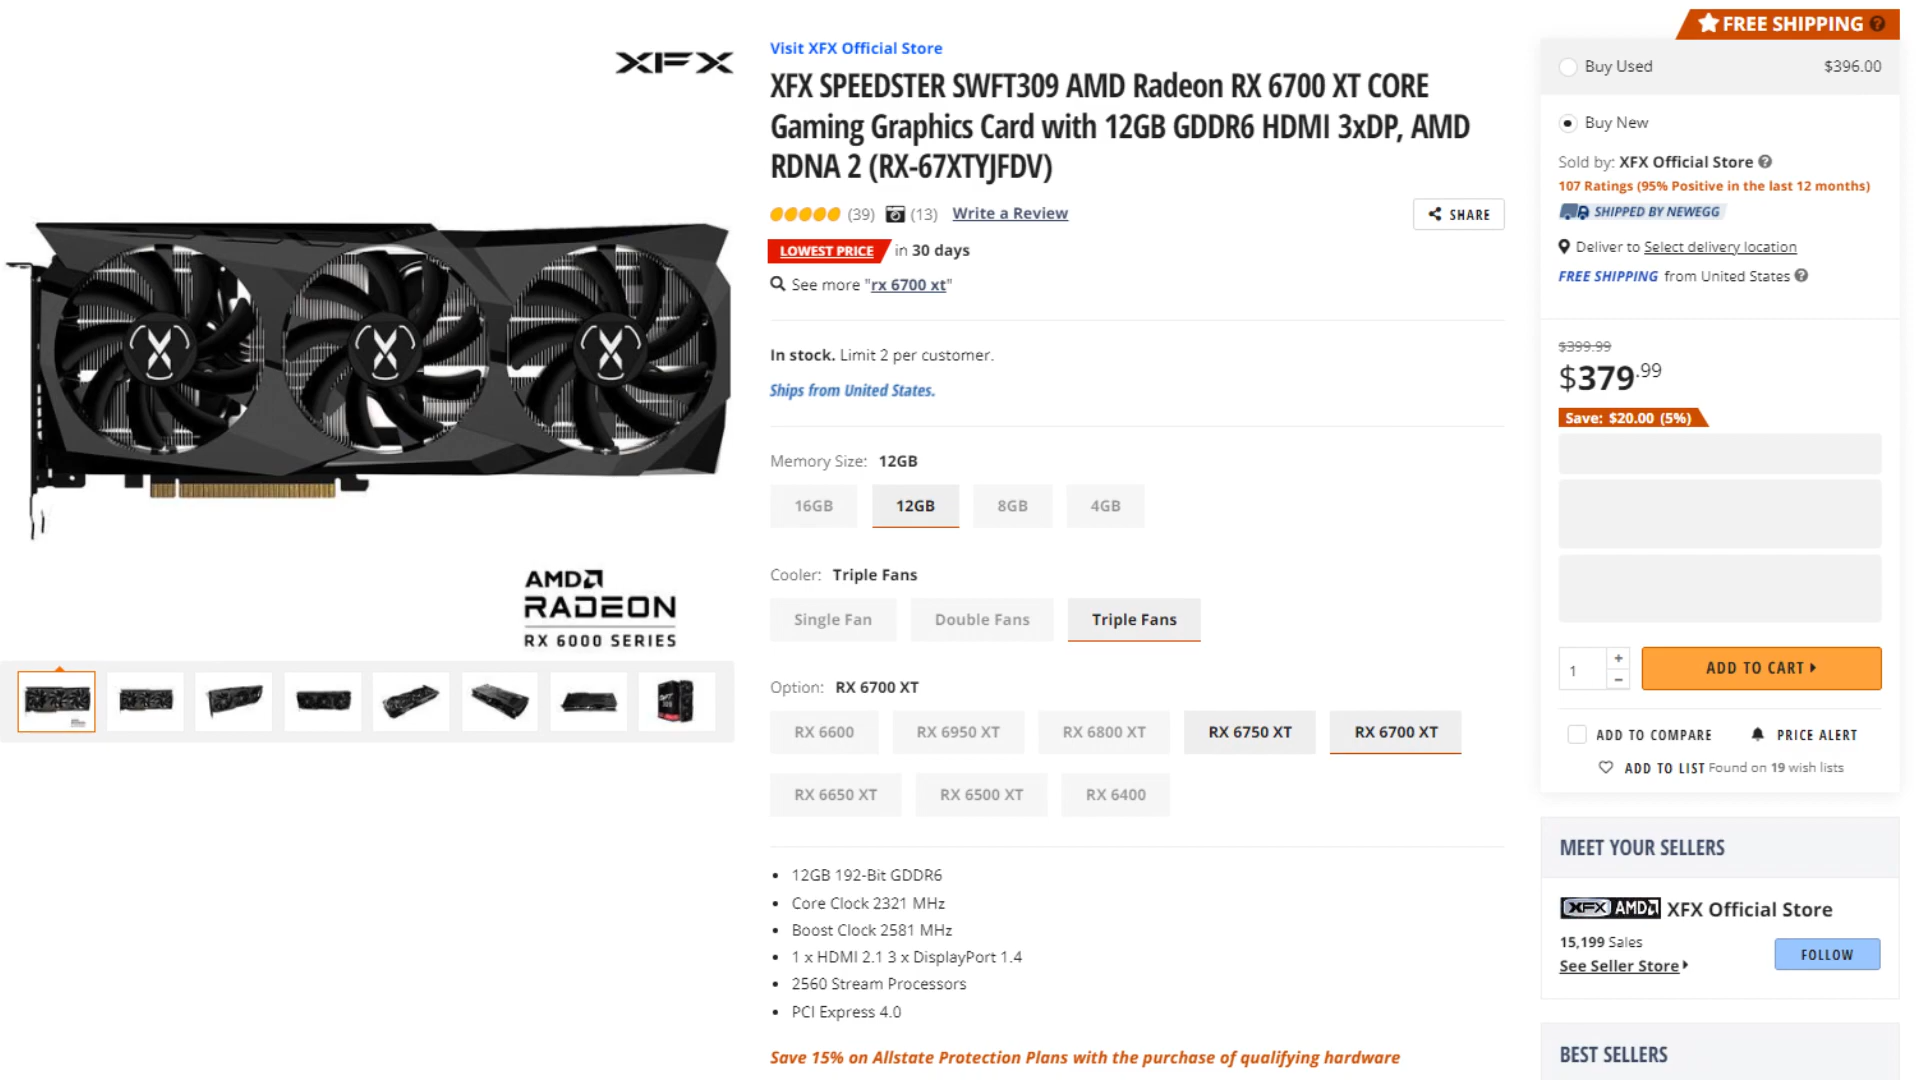 XFX
AMD
RADEON
RX 6000 SERIES
Visit XFX Official Store
XFX SPEEDSTER SWFT309 AMD Radeon RX 6700 XT CORE
Gaming Graphics Card with 12GB GDDR6 HDMI 3xDP, AMD
RDNA 2 (RX-67XTYJFDV)
(39) (13) Write a Review
SHARE
LOWEST PRICE in 30 days
See more "rx 6700 xt"
In stock. Limit 2 per customer.
Ships from United States.
Memory Size: 12GB
16GB 12GB 8GB 4GB
Cooler: Triple Fans
Single Fan Double Fans Triple Fans
Option: RX 6700 XT
RX 6600 RX 6950 XT RX 6800 XT RX 6750 XT RX 6700 XT
RX 6650 XT RX 6500 XT RX 6400
• 12GB 192-Bit GDDR6
• Core Clock 2321 MHz
• Boost Clock 2581 MHz
• 1 x HDMI 2.1 3 x DisplayPort 1.4
• 2560 Stream Processors
• PCI Express 4.0
Save 15% on Allstate Protection Plans with the purchase of qualifying hardware
FREE SHIPPING ?
Buy Used $396.00
Buy New
Sold by: XFX Official Store ?
107 Ratings (95% Positive in the last 12 months)
SHIPPED BY NEWEGG
Deliver to Select delivery location
FREE SHIPPING from United States ?
$399.99
$379.99
Save: $20.00 (5%)
1 + −
ADD TO CART
ADD TO COMPARE PRICE ALERT
ADD TO LIST Found on 19 wish lists
MEET YOUR SELLERS
XFX AMD XFX Official Store
15,199 Sales
See Seller Store
FOLLOW
BEST SELLERS